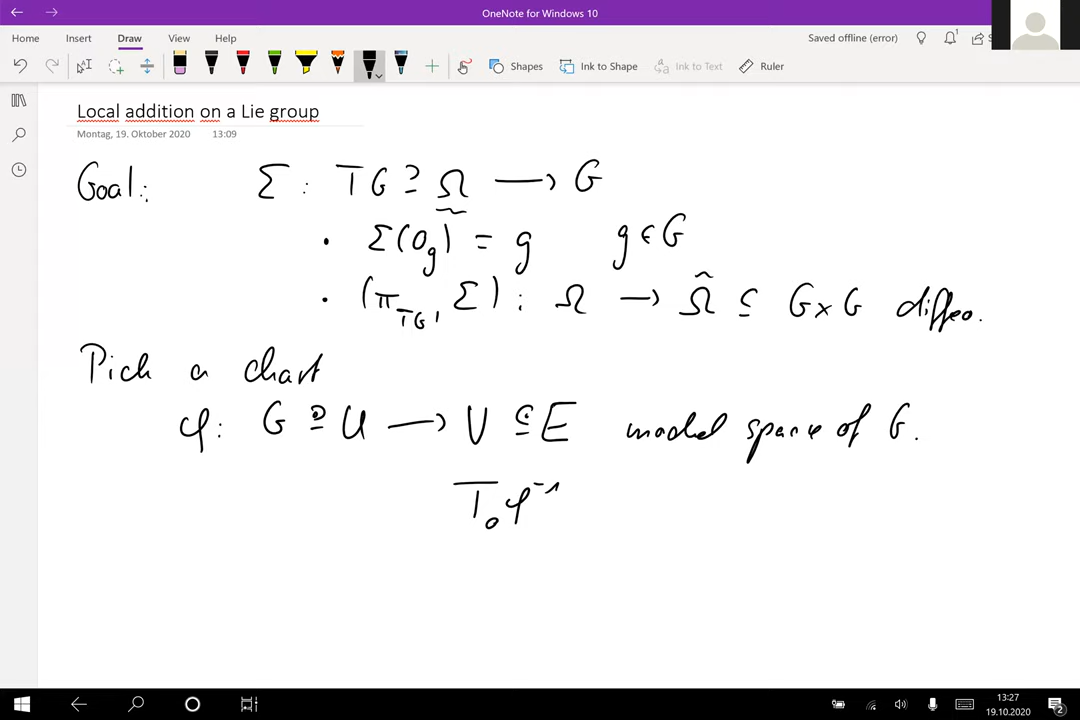 OneNote for Windows 10
Home Insert Draw View Help Saved offline (error)
Shapes Ink to Shape Ink to Text Ruler
Local addition on a Lie group
Montag, 19. Oktober 2020 13:09
Goal: Σ : TG ⊇ Ω → G
• Σ(0_g) = g g ∈ G
• (π_TG, Σ) : Ω → Ω̂ ⊆ G × G diffeo.
Pick a chart
φ: G ⊇ U → V ⊆ E model space of G.
T₀φ⁻¹
13:27
19.10.2020
2